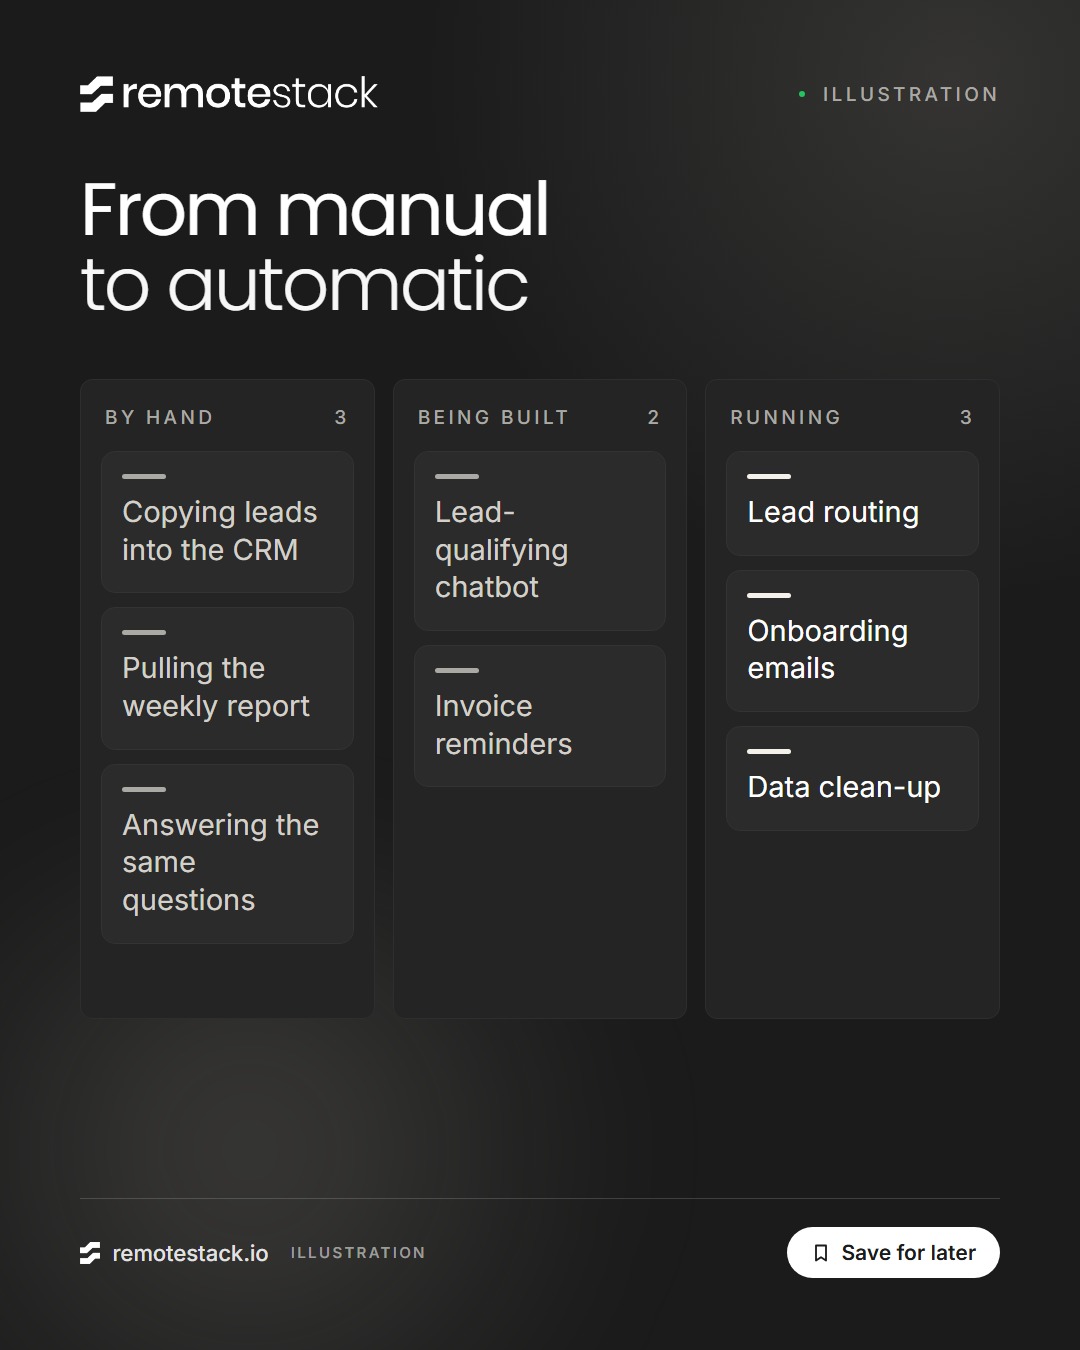 remotestack
ILLUSTRATION
From manual
to automatic
BY HAND 3
Copying leads
into the CRM
Pulling the
weekly report
Answering the
same
questions
BEING BUILT 2
Lead-
qualifying
chatbot
Invoice
reminders
RUNNING 3
Lead routing
Onboarding
emails
Data clean-up
remotestack.io ILLUSTRATION
Save for later